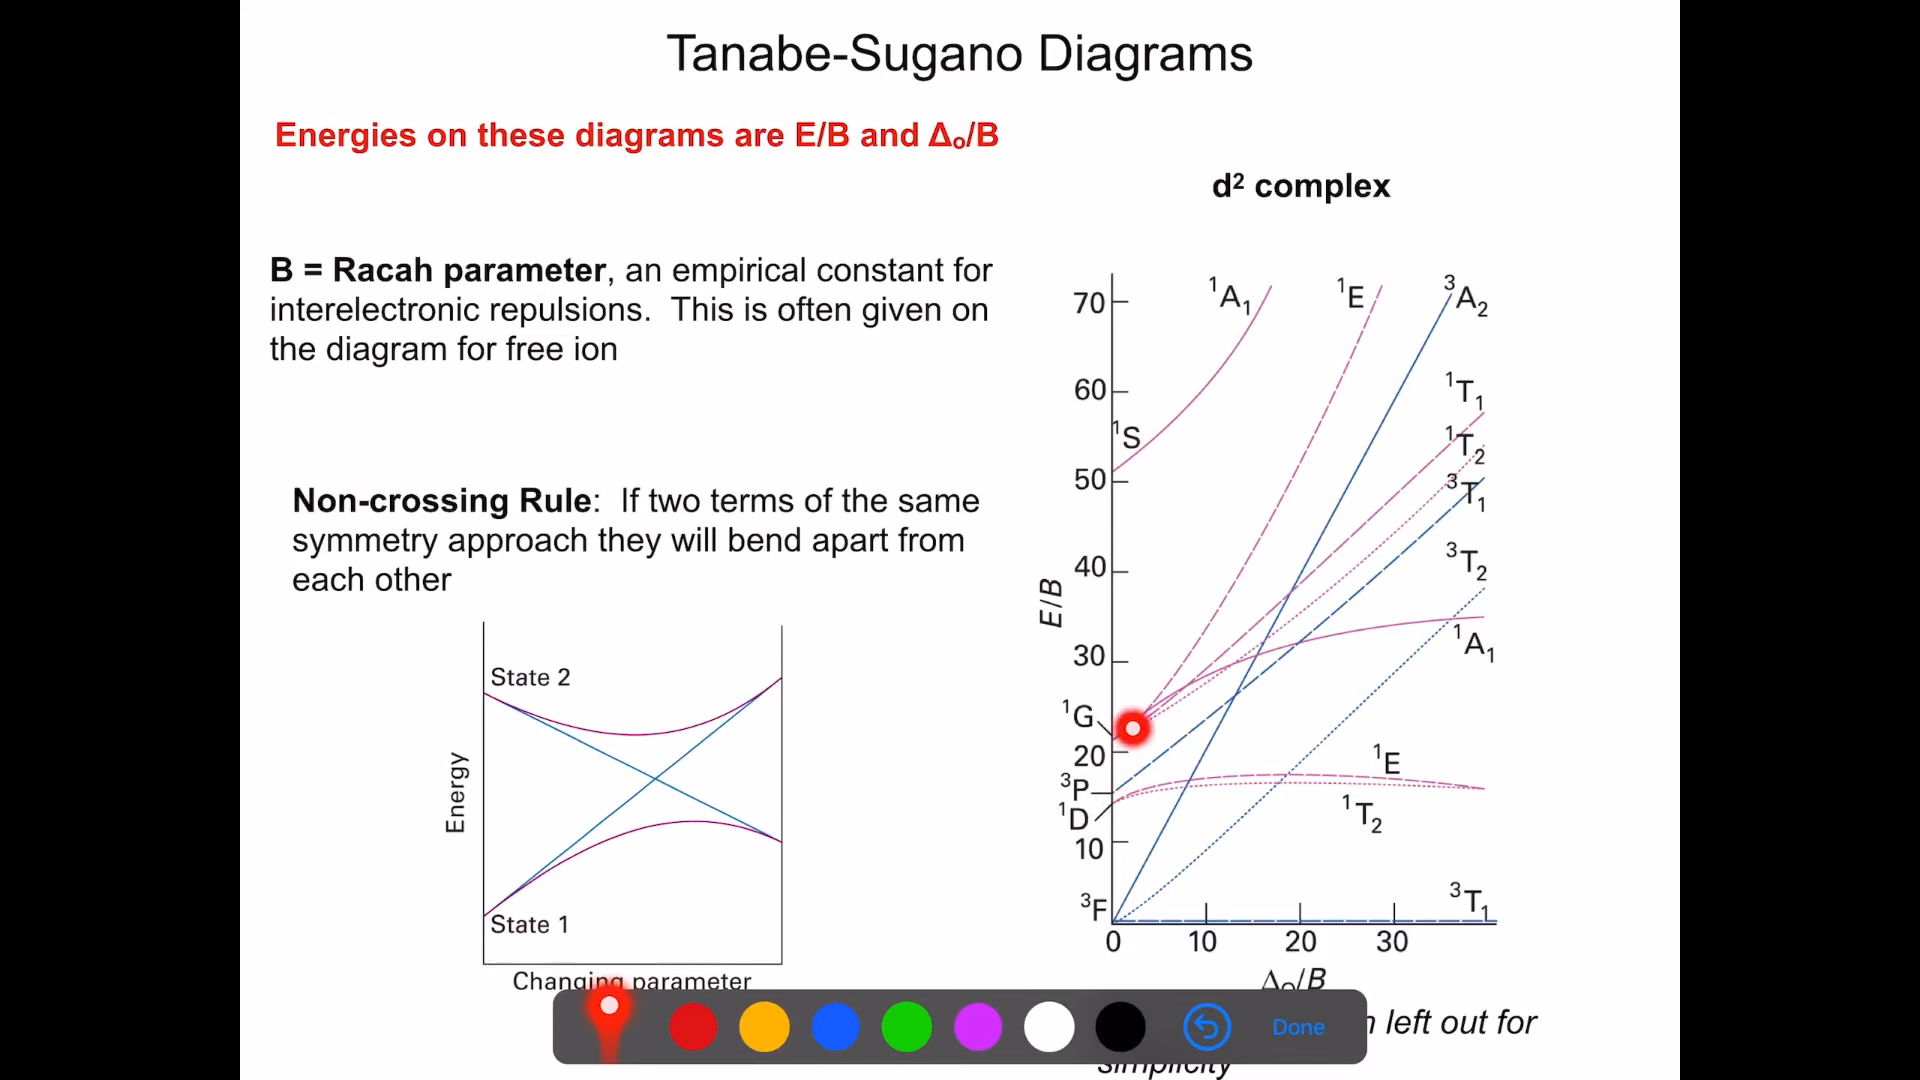 Tanabe-Sugano Diagrams
Energies on these diagrams are E/B and Δₒ/B
d² complex
B = Racah parameter, an empirical constant for
interelectronic repulsions. This is often given on
the diagram for free ion
Non-crossing Rule: If two terms of the same
symmetry approach they will bend apart from
each other
State 2
State 1
Energy
Changing parameter
¹A₁
¹E
³A₂
70
¹T₁
60
¹T₂
¹S
50
³T₁
³T₂
40
E/B
30
¹A₁
¹G
20
¹E
³P
¹D
¹T₂
10
³F
³T₁
0 10 20 30
Δₒ/B
left out for
simplicity
Done